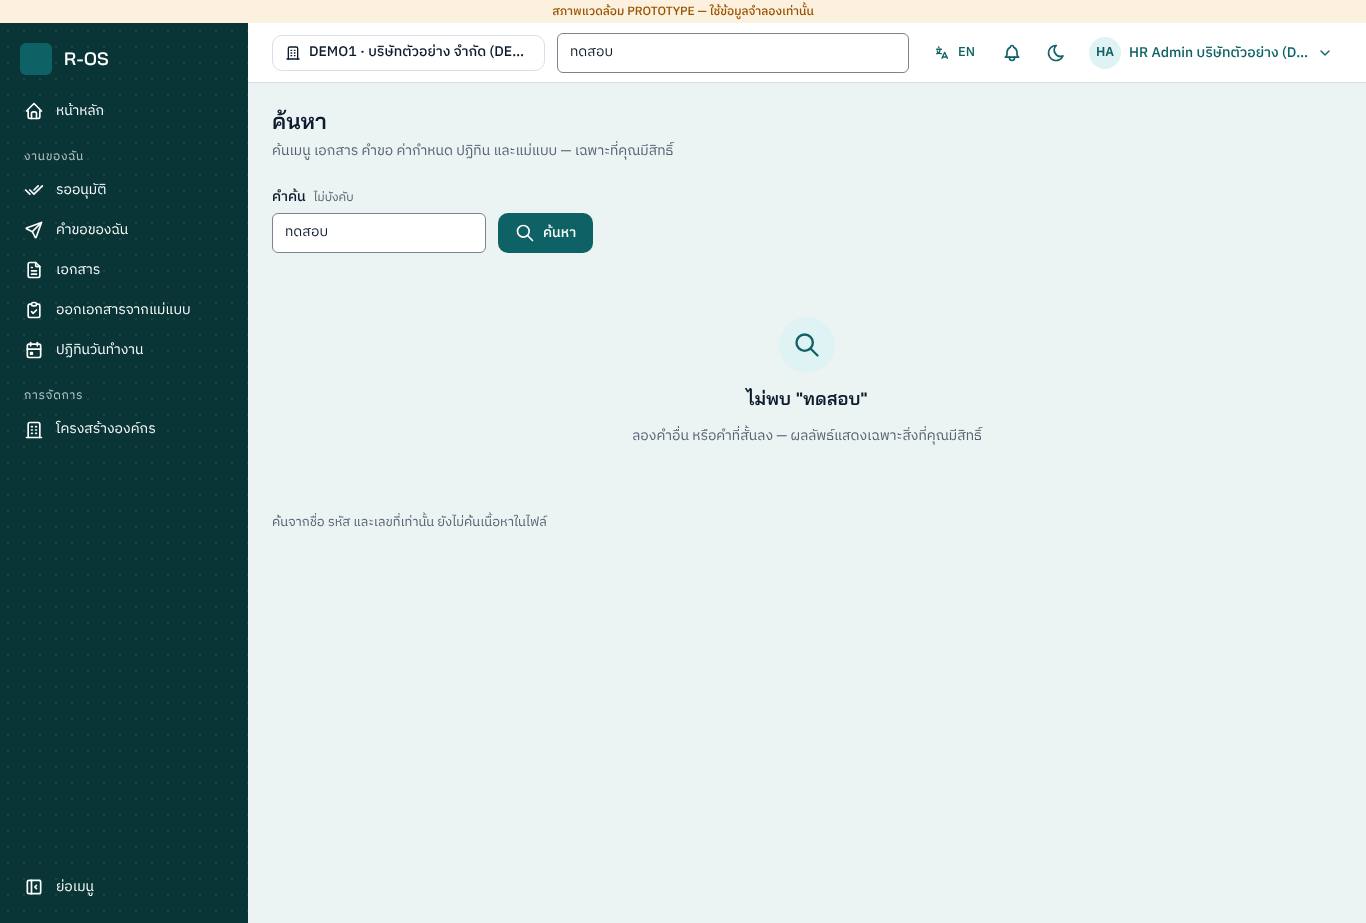 สภาพแวดล้อม PROTOTYPE — ใช้ข้อมูลจำลองเท่านั้น
R-OS
DEMO1 · บริษัทตัวอย่าง จำกัด (DE...
ทดสอบ
EN
HA
HR Admin บริษัทตัวอย่าง (D...
หน้าหลัก
งานของฉัน
รออนุมัติ
คำขอของฉัน
เอกสาร
ออกเอกสารจากแม่แบบ
ปฏิทินวันทำงาน
การจัดการ
โครงสร้างองค์กร
ย่อเมนู
ค้นหา
ค้นเมนู เอกสาร คำขอ ค่ากำหนด ปฏิทิน และแม่แบบ — เฉพาะที่คุณมีสิทธิ์
คำค้น ไม่บังคับ
ทดสอบ
ค้นหา
ไม่พบ "ทดสอบ"
ลองคำอื่น หรือคำที่สั้นลง — ผลลัพธ์แสดงเฉพาะสิ่งที่คุณมีสิทธิ์
ค้นจากชื่อ รหัส และเลขที่เท่านั้น ยังไม่ค้นเนื้อหาในไฟล์